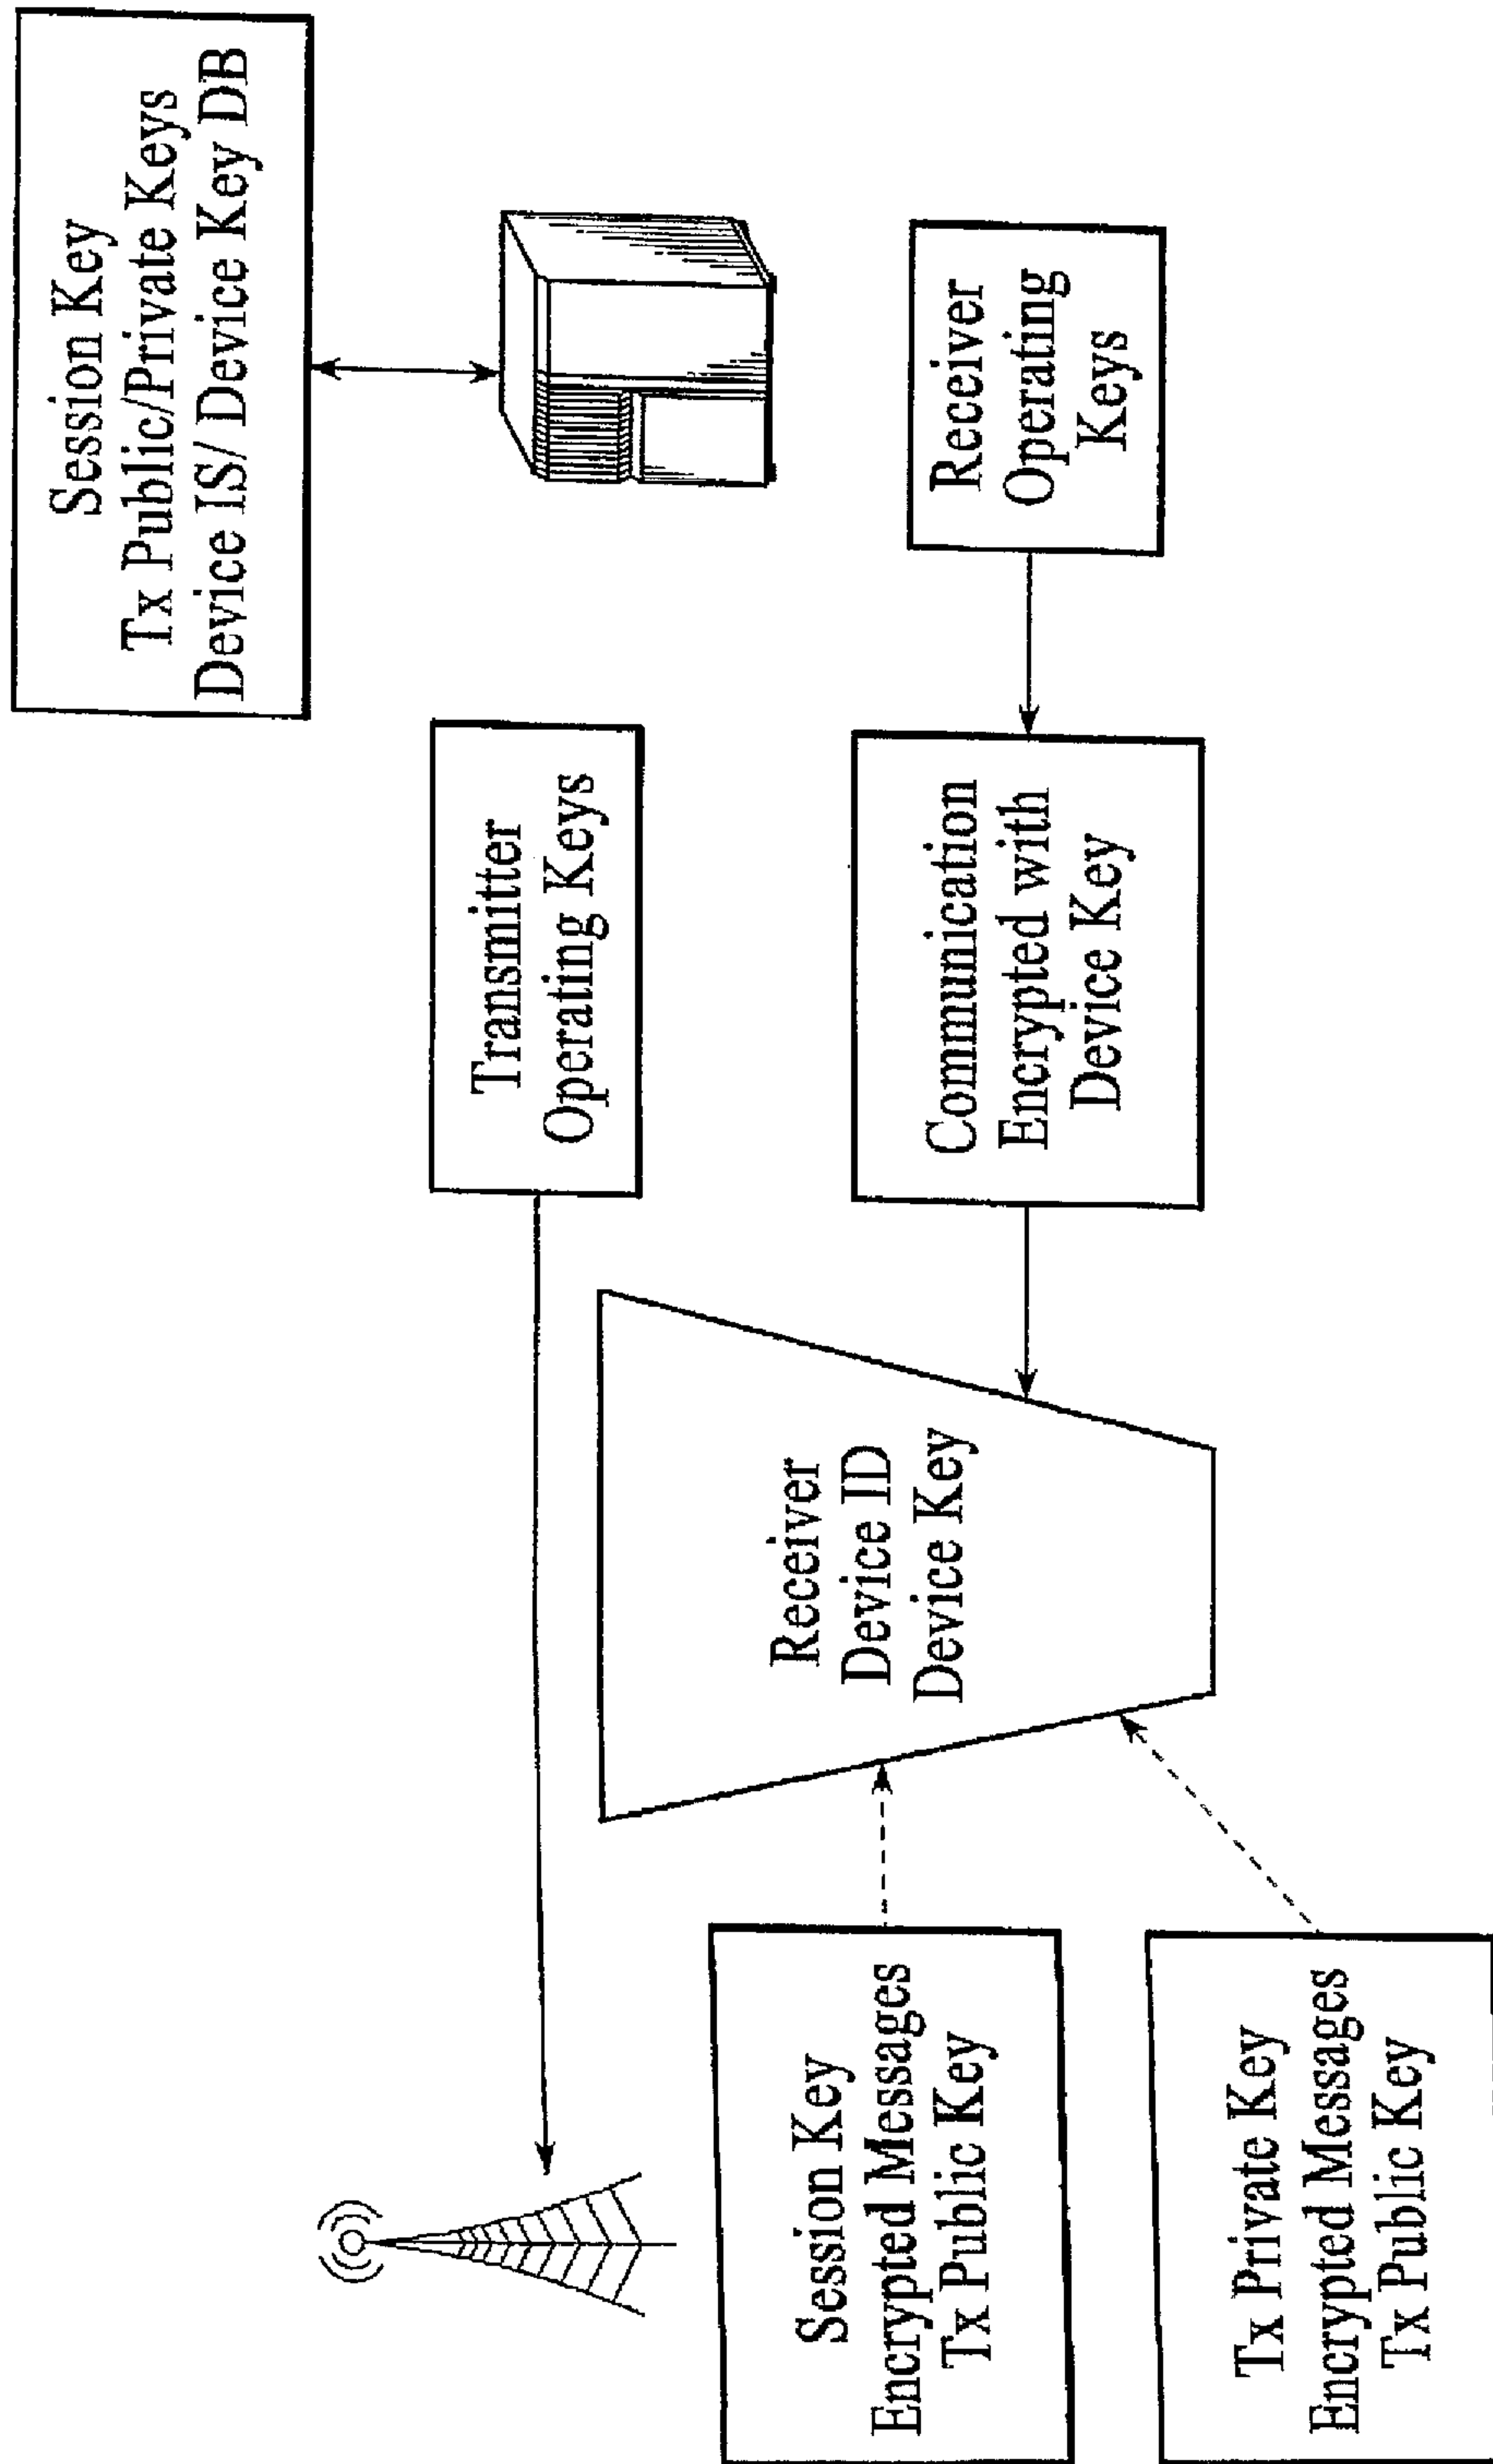 Session Key
Tx Public/Private Keys
Device IS/ Device Key DB
Transmitter
Operating Keys
Receiver
Operating
Keys
Communication
Encrypted with
Device Key
Receiver
Device ID
Device Key
Session Key
Encrypted Messages
Tx Public Key
Tx Private Key
Encrypted Messages
Tx Public Key